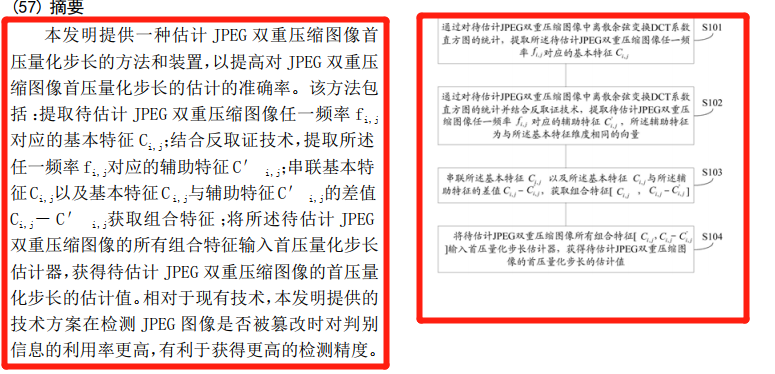 (57) 摘要
本发明提供一种估计 JPEG 双重压缩图像首
压量化步长的方法和装置,以提高对 JPEG 双重压
缩图像首压量化步长的估计的准确率。该方法包
括:提取待估计 JPEG 双重压缩图像任一频率 fi,j
对应的基本特征 Ci,j;结合反取证技术,提取所述
任一频率 fi,j对应的辅助特征C′ i,j;串联基本特
征Ci,j以及基本特征Ci,j与辅助特征C′ i,j的差值
Ci,j－ C′ i,j获取组合特征;将所述待估计 JPEG
双重压缩图像的所有组合特征输入首压量化步长
估计器,获得待估计 JPEG 双重压缩图像的首压量
化步长的估计值。相对于现有技术,本发明提供的
技术方案在检测 JPEG 图像是否被篡改时对判别
信息的利用率更高,有利于获得更高的检测精度。
通过对待估计JPEG双重压缩图像中离散余弦变换DCT系数
直方图的统计，提取所述待估计JPEG双重压缩图像任一频
率 fi,j 对应的基本特征 Ci,j
S101
通过对待估计JPEG双重压缩图像中离散余弦变换DCT系数
直方图的统计并结合反取证技术，提取待估计JPEG双重压
缩图像任一频率 fi,j 对应的辅助特征 C′i,j，所述辅助特征
为与所述基本特征维度相同的向量
S102
串联所述基本特征 Ci,j 以及所述基本特征 Ci,j 与所述辅
助特征的差值 Ci,j－C′i,j，获取组合特征[ Ci,j ，Ci,j－C′i,j ]
S103
将待估计JPEG双重压缩图像所有组合特征[ Ci,j, Ci,j－C′i,j
]输入首压量化步长估计器，获得待估计JPEG双重压缩图
像的首压量化步长的估计值
S104